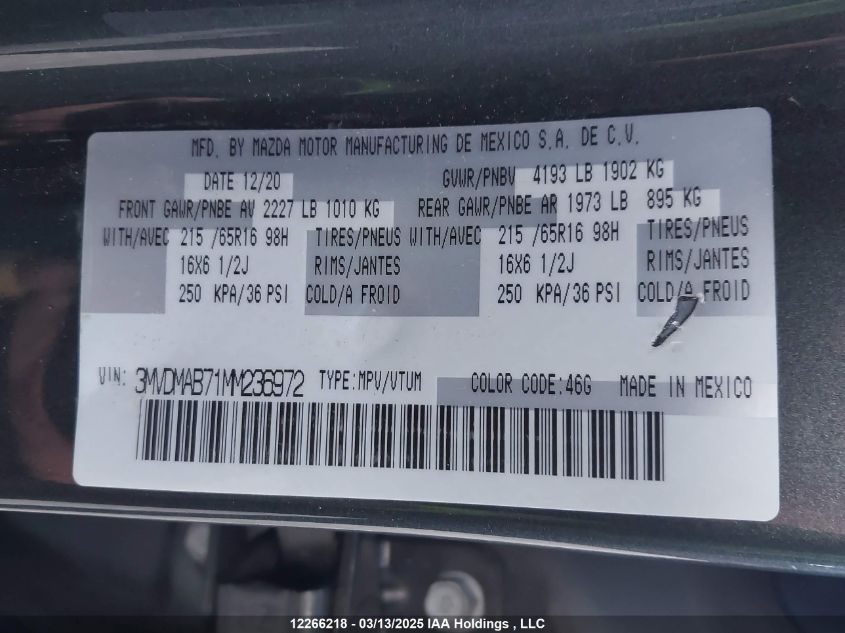 MFD. BY MAZDA MOTOR MANUFACTURING DE MEXICO S.A. DE C.V.
DATE 12/20 GVWR/PNBV 4193 LB 1902 KG
FRONT GAWR/PNBE AV 2227 LB 1010 KG REAR GAWR/PNBE AR 1973 LB 895 KG
WITH/AVEC 215 /65R16 98H TIRES/PNEUS WITH/AVEC 215 /65R16 98H TIRES/PNEUS
16X6 1/2J RIMS/JANTES 16X6 1/2J RIMS/JANTES
250 KPA/36 PSI COLD/A FROID 250 KPA/36 PSI COLD/A FROID
VIN: 3MVDMAB71MM236972 TYPE:MPV/VTUM COLOR CODE:46G MADE IN MEXICO
12266218 - 03/13/2025 IAA Holdings , LLC